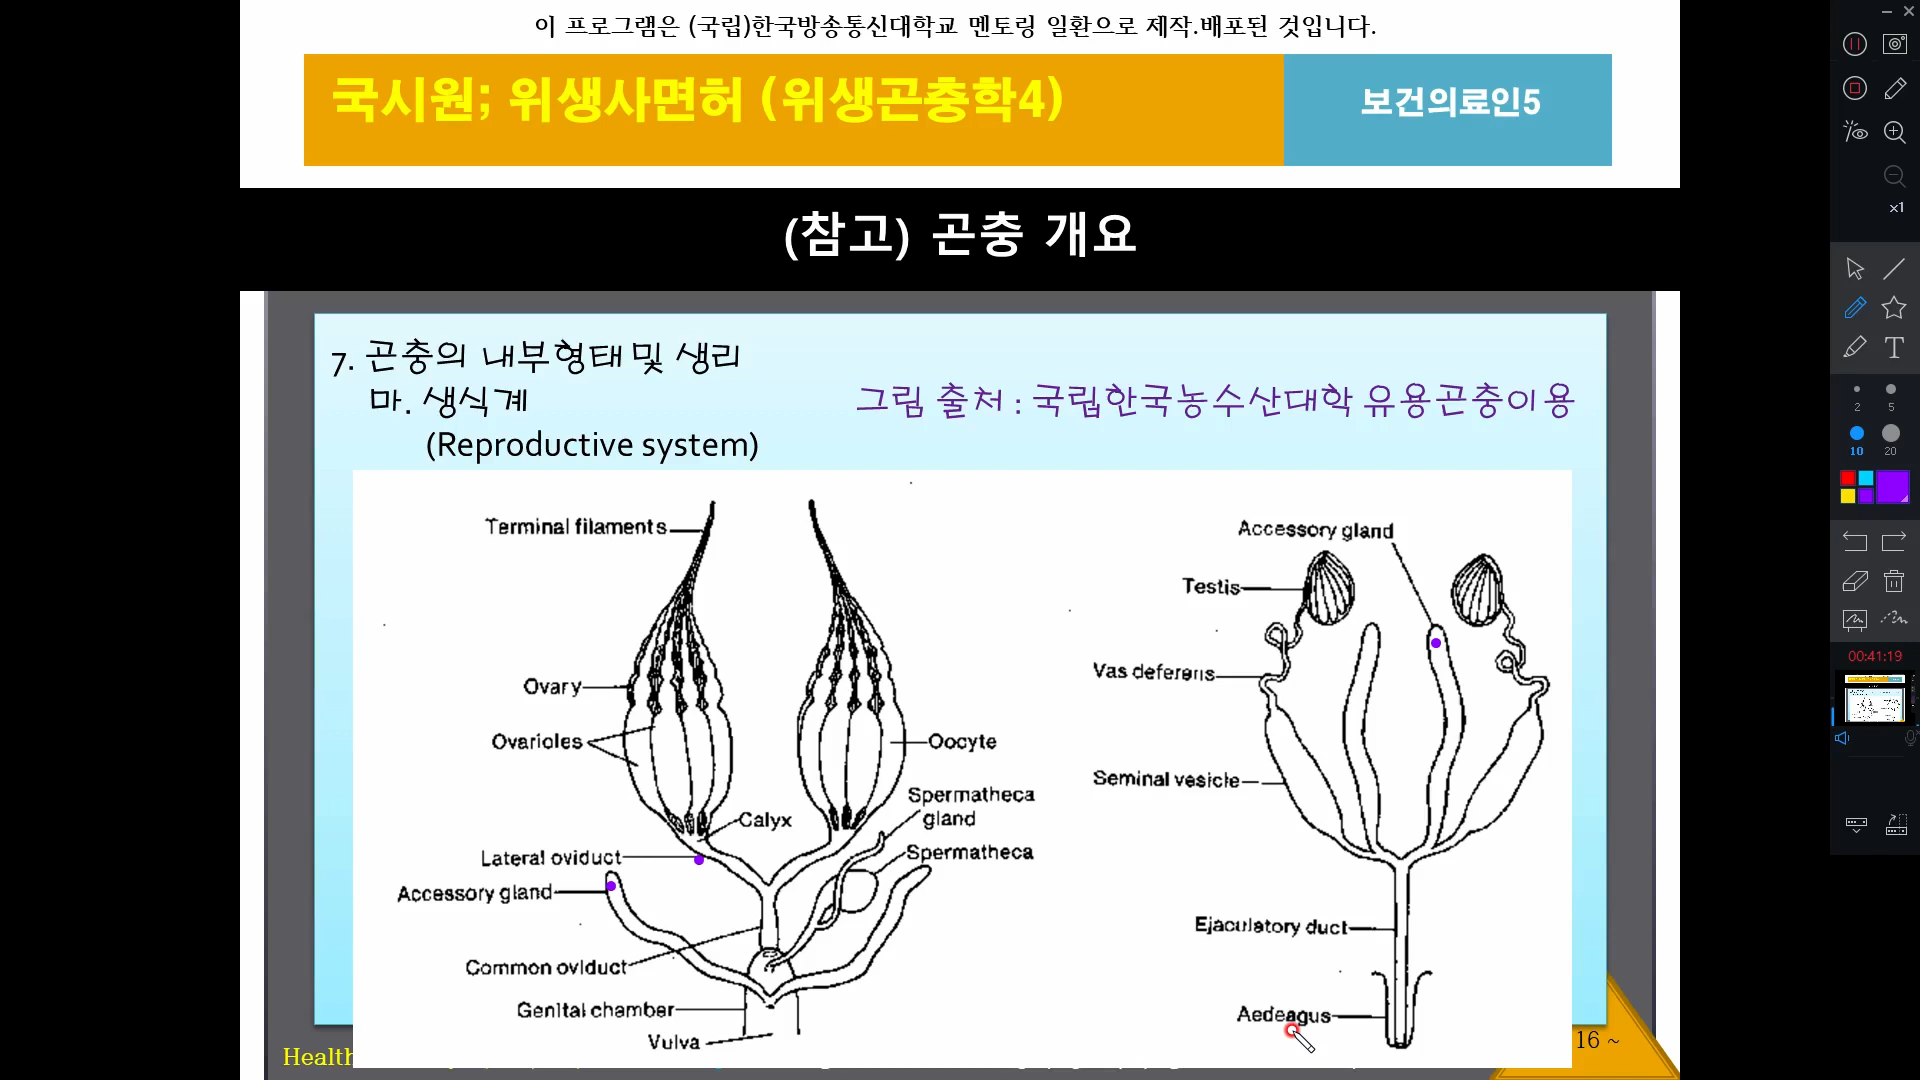 이 프로그램은 (국립)한국방송통신대학교 멘토링 일환으로 제작.배포된 것입니다.
국시원; 위생사면허 (위생곤충학4)
보건의료인5
(참고) 곤충 개요
7. 곤충의 내부형태 및 생리
마. 생식계
그림 출처 : 국립한국농수산대학 유용곤충이용
(Reproductive system)
Terminal filaments
Ovary
Ovarioles
Oocyte
Calyx
Spermatheca
gland
Lateral oviduct
Spermatheca
Accessory gland
Common oviduct
Genital chamber
Vulva
Accessory gland
Testis
Vas deferens
Seminal vesicle
Ejaculatory duct
Aedeagus
Health
16 ~
x1
2
5
10
20
T
00:41:19